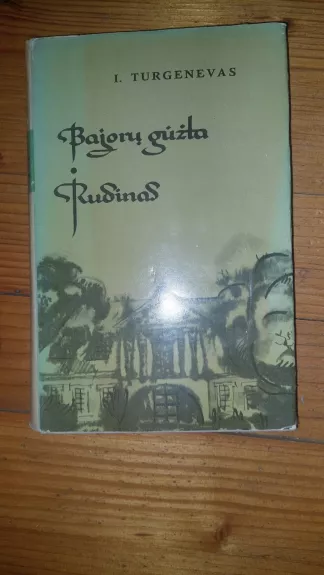 I. TURGENEVAS
Bajorų gūžta
Rudinas